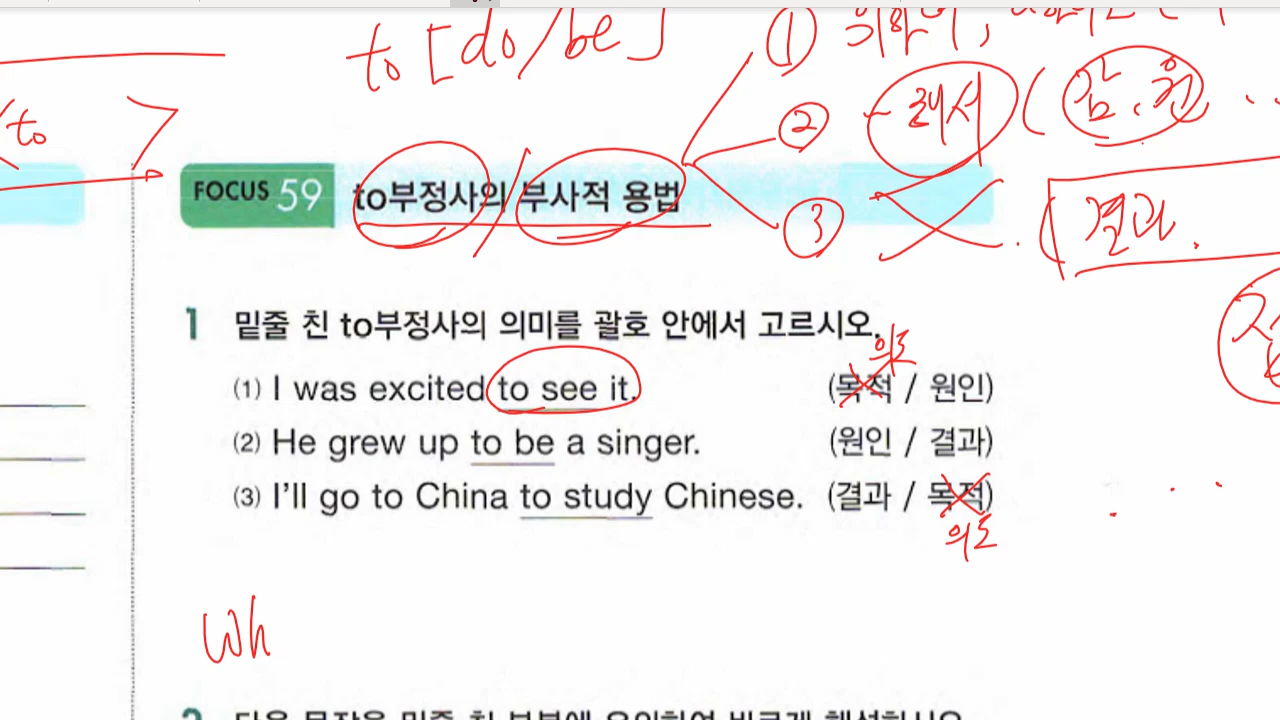 to [do/be]
①
② ~해서 (감, 원 ...
to
FOCUS 59 to부정사의 부사적 용법
③
결과.
1 밑줄 친 to부정사의 의미를 괄호 안에서 고르시오.
의도
(1) I was excited to see it. (목적 / 원인)
(2) He grew up to be a singer. (원인 / 결과)
(3) I'll go to China to study Chinese. (결과 / 목적)
의도
Wh